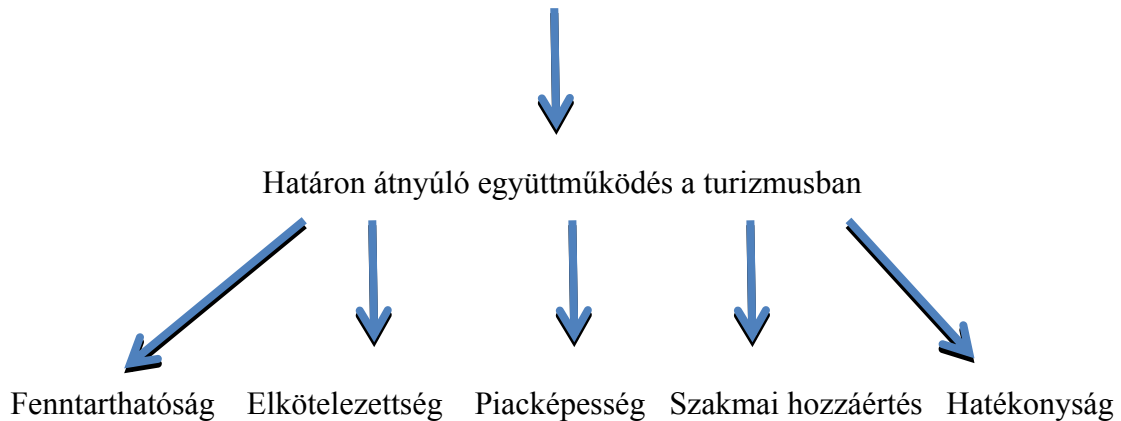 Határon átnyúló együttműködés a turizmusban
Fenntarthatóság Elkötelezettség Piacképesség Szakmai hozzáértés Hatékonyság